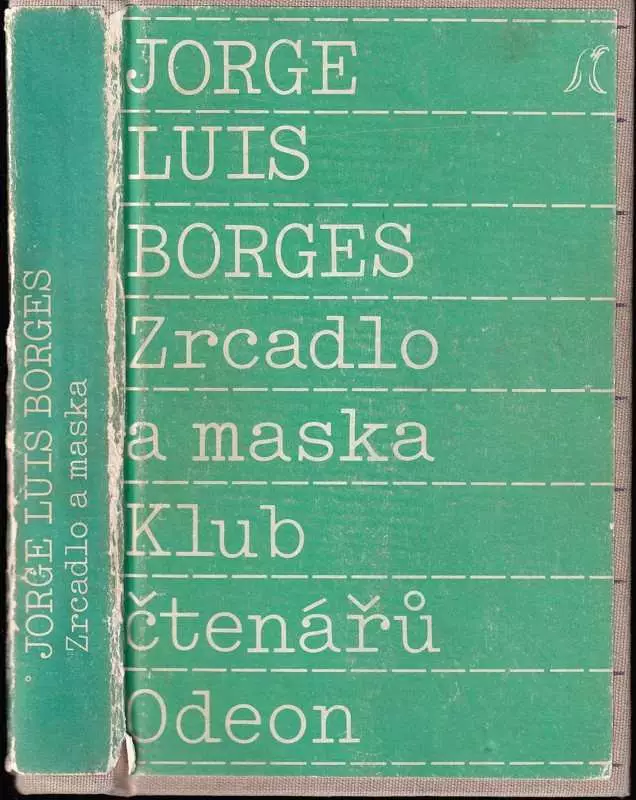 JORGE LUIS BORGES
Zrcadlo a maska
JORGE
LUIS
BORGES
Zrcadlo
a maska
Klub
čtenářů
Odeon